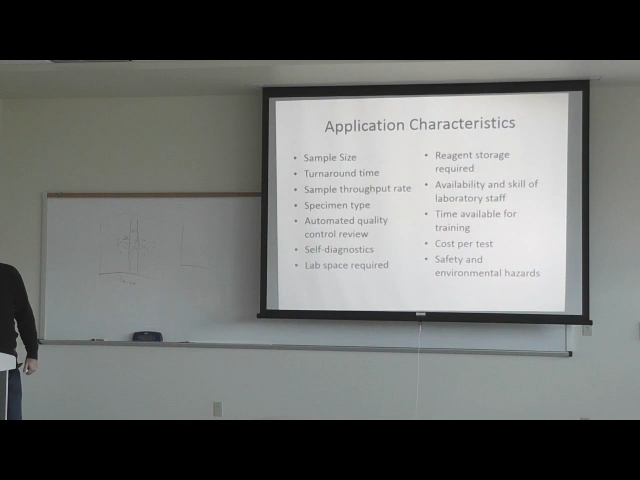 Application Characteristics
• Sample Size
• Turnaround time
• Sample throughput rate
• Specimen type
• Automated quality
control review
• Self-diagnostics
• Lab space required
• Reagent storage
required
• Availability and skill of
laboratory staff
• Time available for
training
• Cost per test
• Safety and
environmental hazards